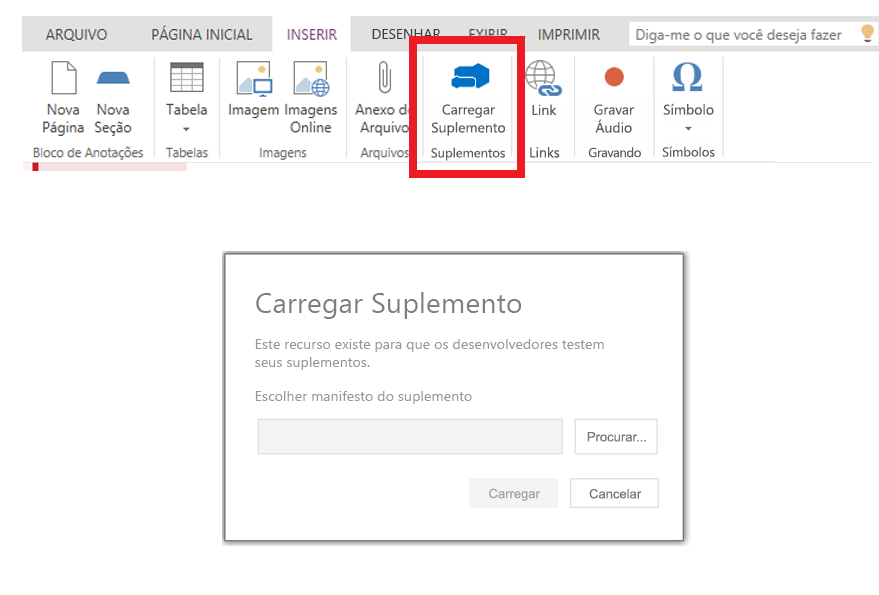 ARQUIVO PÁGINA INICIAL INSERIR DESENHAR EXIBIR IMPRIMIR Diga-me o que você deseja fazer
Nova Página
Nova Seção
Tabela
Imagem
Imagens Online
Anexo de Arquivo
Carregar Suplemento
Link
Gravar Áudio
Símbolo
Bloco de Anotações Tabelas Imagens Arquivos Suplementos Links Gravando Símbolos
Carregar Suplemento
Este recurso existe para que os desenvolvedores testem
seus suplementos.
Escolher manifesto do suplemento
Procurar...
Carregar Cancelar